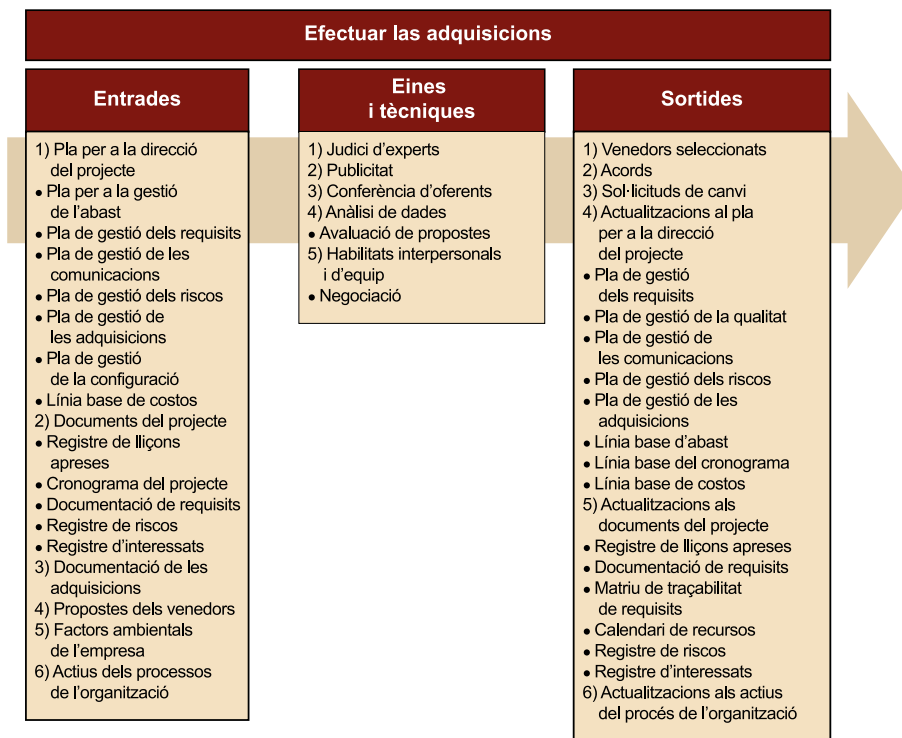 Efectuar las adquisicions
Entrades
1) Pla per a la direcció
del projecte
• Pla per a la gestió
de l'abast
• Pla de gestió dels requisits
• Pla de gestió de les
comunicacions
• Pla de gestió dels riscos
• Pla de gestió de
les adquisicions
• Pla de gestió
de la configuració
• Línia base de costos
2) Documents del projecte
• Registre de lliçons
apreses
• Cronograma del projecte
• Documentació de requisits
• Registre de riscos
• Registre d'interessats
3) Documentació de les
adquisicions
4) Propostes dels venedors
5) Factors ambientals
de l'empresa
6) Actius dels processos
de l'organització
Eines
i tècniques
1) Judici d'experts
2) Publicitat
3) Conferència d'oferents
4) Anàlisi de dades
• Avaluació de propostes
5) Habilitats interpersonals
i d'equip
• Negociació
Sortides
1) Venedors seleccionats
2) Acords
3) Sol·licituds de canvi
4) Actualitzacions al pla
per a la direcció
del projecte
• Pla de gestió
dels requisits
• Pla de gestió de la qualitat
• Pla de gestió de
les comunicacions
• Pla de gestió dels riscos
• Pla de gestió de les
adquisicions
• Línia base d'abast
• Línia base del cronograma
• Línia base de costos
5) Actualitzacions als
documents del projecte
• Registre de lliçons apreses
• Documentació de requisits
• Matriu de traçabilitat
de requisits
• Calendari de recursos
• Registre de riscos
• Registre d'interessats
6) Actualitzacions als actius
del procés de l'organització